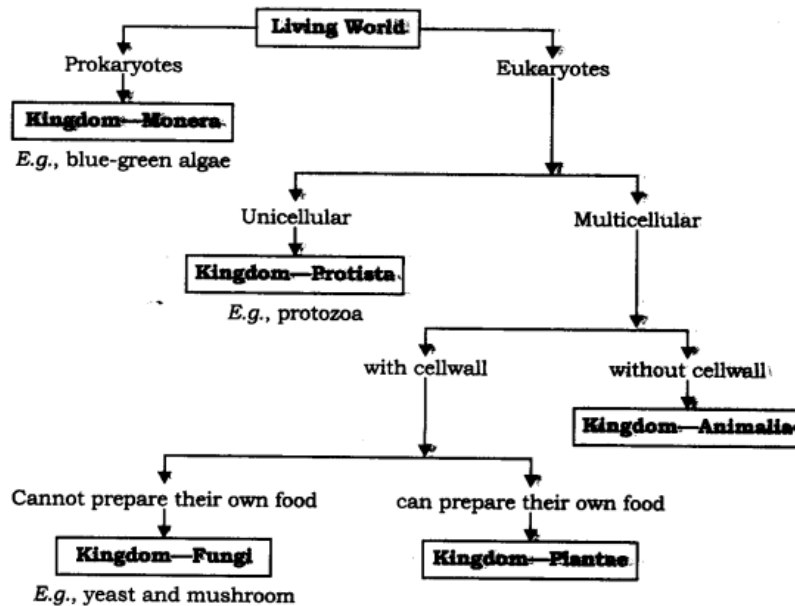 Living World
Prokaryotes
Eukaryotes
Kingdom—Monera
E.g., blue-green algae
Unicellular
Multicellular
Kingdom—Protista
E.g., protozoa
with cellwall
without cellwall
Kingdom—Animalia
Cannot prepare their own food
can prepare their own food
Kingdom—Fungi
Kingdom—Plantae
E.g., yeast and mushroom